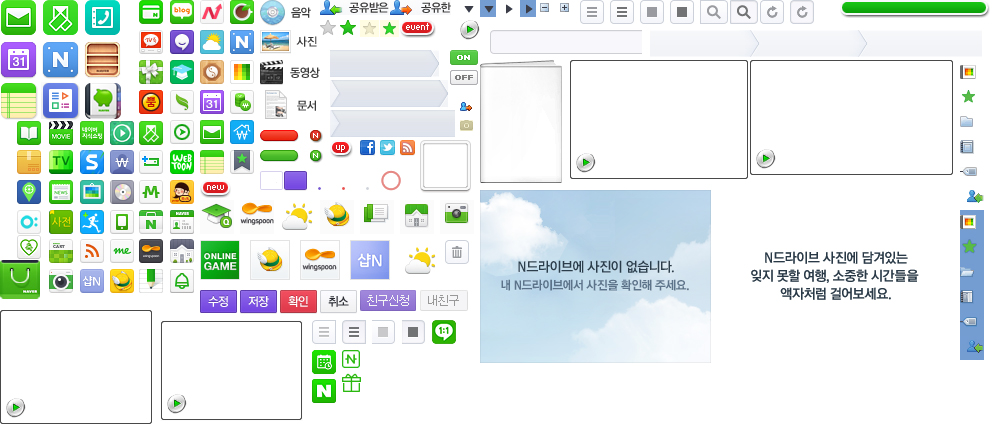 음악
공유받은
공유한
사진
동영상
문서
event
ON
OFF
blog
31
N
31
MOVIE
네이버
지식쇼핑
TV
S
WEB
TOON
up
new
NEWS
사전
N
NAVER
CART
me
wingspoon
샵N
NAVER
wingspoon
ONLINE
GAME
wingspoon
샵N
수정
저장
확인
취소
친구신청
내친구
1:1
N
N
N드라이브에 사진이 없습니다.
내 N드라이브에서 사진을 확인해 주세요.
N드라이브 사진에 담겨있는
잊지 못할 여행, 소중한 시간들을
액자처럼 걸어보세요.